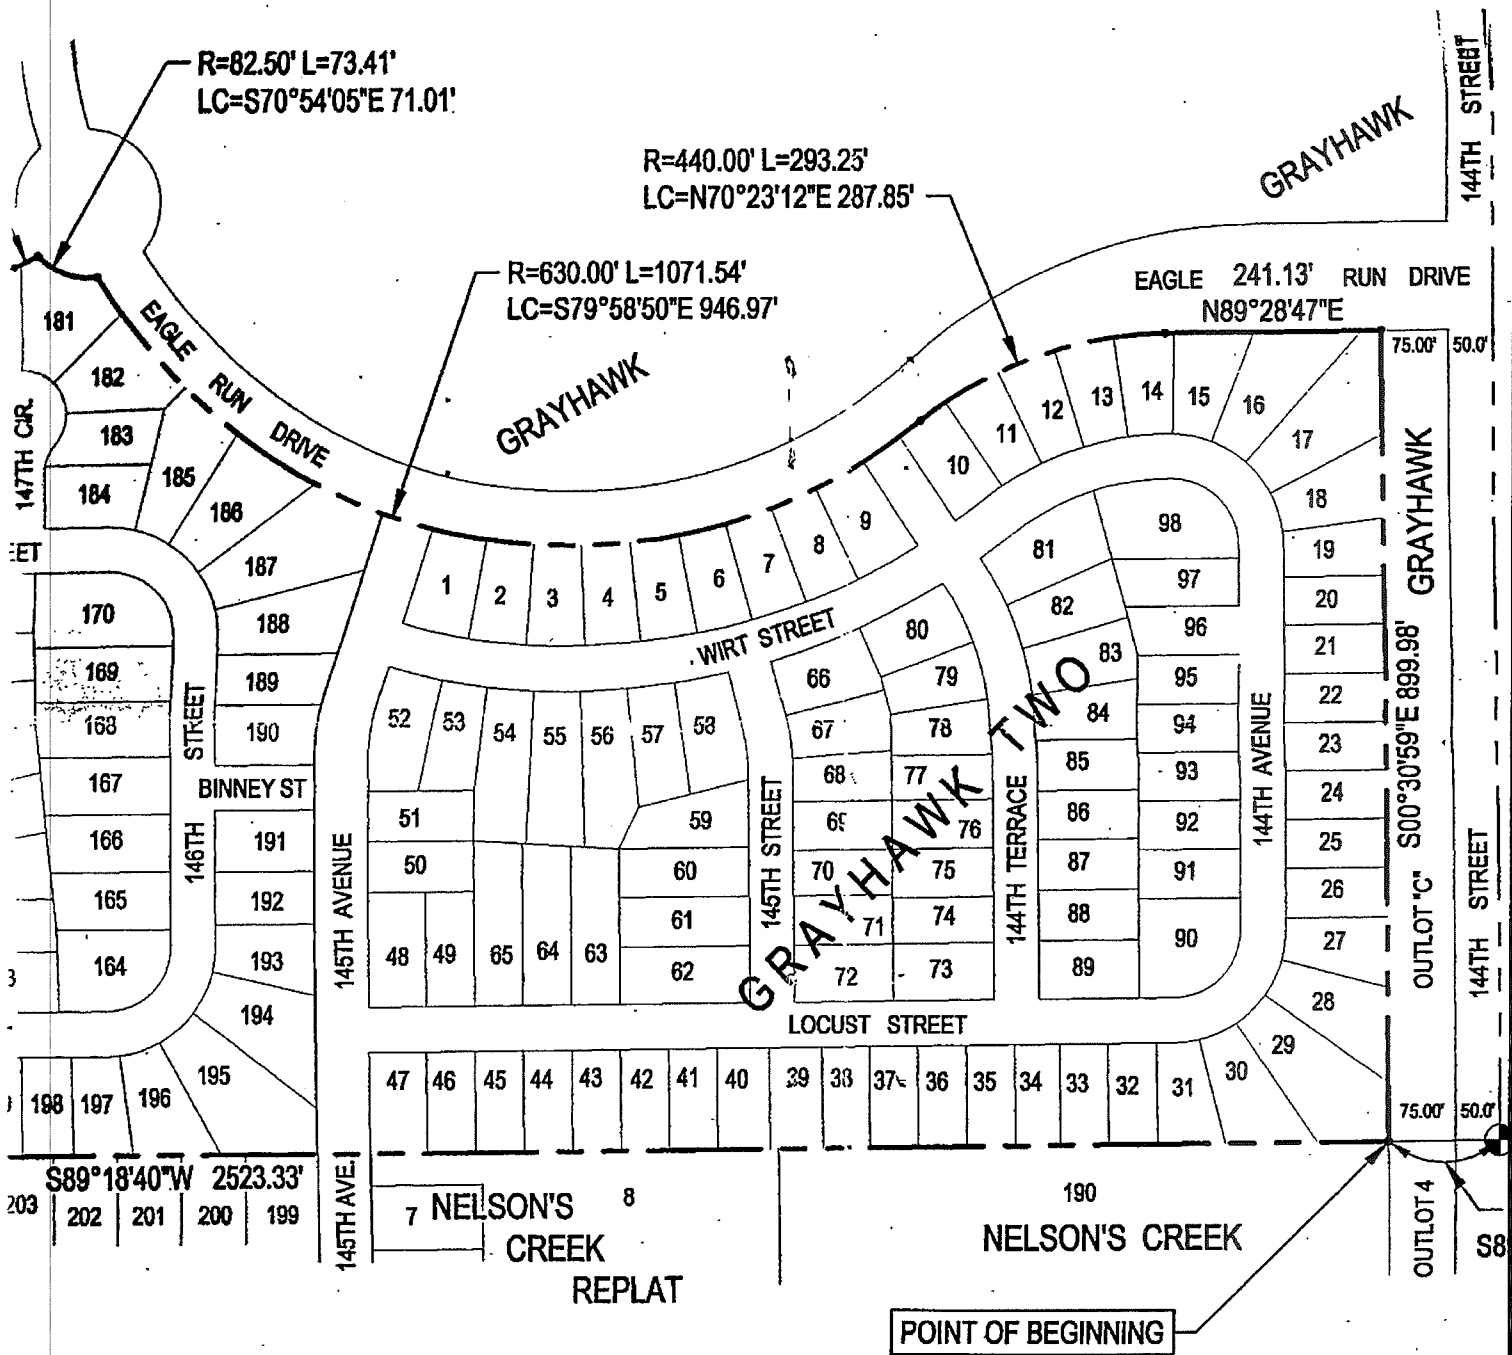 R=82.50' L=73.41'
LC=S70°54'05"E 71.01'
R=440.00' L=293.25'
LC=N70°23'12"E 287.85'
R=630.00' L=1071.54'
LC=S79°58'50"E 946.97'
GRAYHAWK
144TH STREET
EAGLE 241.13' RUN DRIVE
N89°28'47"E
75.00' 50.0'
GRAYHAWK
EAGLE RUN DRIVE
181
182
183
184
185
186
187
188
189
190
147TH CIR.
EET
170
169
168
167
166
165
164
146TH STREET
BINNEY ST
191
192
193
194
195
196
197
198
145TH AVENUE
1 2 3 4 5 6 7 8 9 10 11 12 13 14 15 16 17
18
19
20
21
22
23
24
25
26
27
28
29
30
WIRT STREET
52 53 54 55 56 57 58
51
50
59
60
61
62
48 49 65 64 63
145TH STREET
66
67
68
69
70
71
72
80
79
78
77
76
75
74
73
144TH TERRACE
81
82
83
84
85
86
87
88
89
98
97
96
95
94
93
92
91
90
144TH AVENUE
GRAYHAWK TWO
LOCUST STREET
47 46 45 44 43 42 41 40 39 38 37 36 35 34 33 32 31
S00°30'59"E 899.98'
GRAYHAWK
OUTLOT "C"
144TH STREET
75.00' 50.0'
S89°18'40"W 2523.33'
203 202 201 200 199
145TH AVE.
7 NELSON'S
CREEK
REPLAT
8
190
NELSON'S CREEK
OUTLOT 4
S8
POINT OF BEGINNING